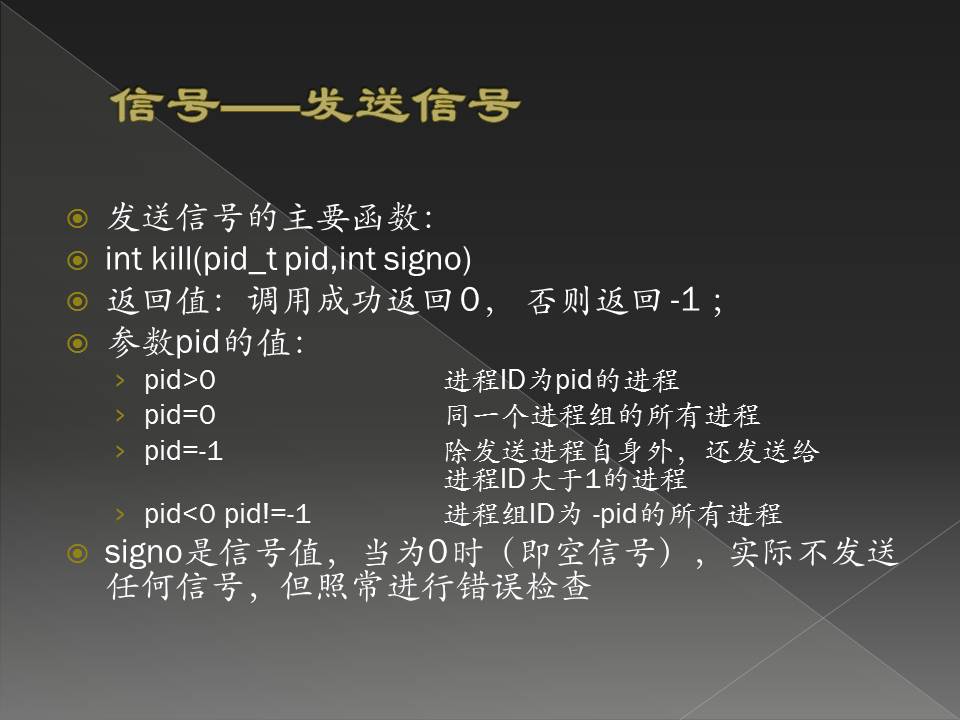 信号——发送信号
发送信号的主要函数：
int kill(pid_t pid,int signo)
返回值：调用成功返回0， 否则返回 -1；
参数pid的值：
pid>0 进程ID为pid的进程
pid=0 同一个进程组的所有进程
pid=-1 除发送进程自身外，还发送给
进程ID大于1的进程
pid<0 pid!=-1 进程组ID为 -pid的所有进程
signo是信号值，当为0时（即空信号），实际不发送
任何信号，但照常进行错误检查